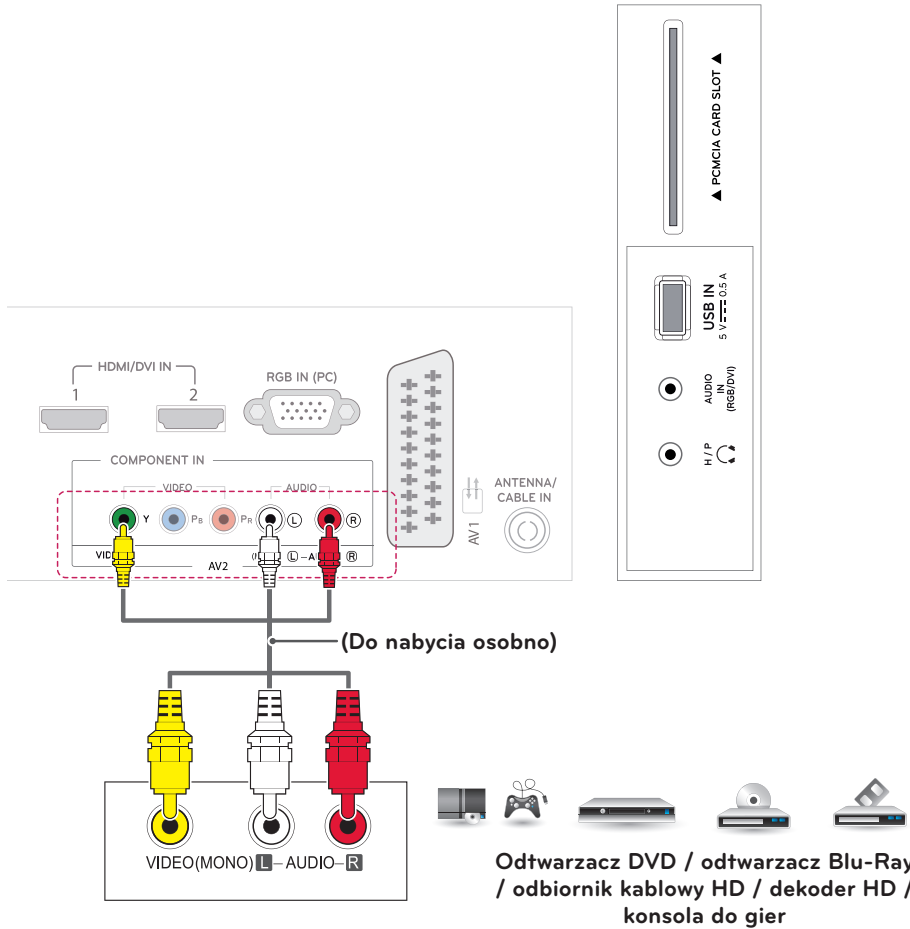 ▲ PCMCIA CARD SLOT ▲
USB IN
5 V 0.5 A
AUDIO
IN
(RGB/DVI)
H / P
HDMI/DVI IN
1
2
RGB IN (PC)
COMPONENT IN
VIDEO
AUDIO
Y
PB
PR
L
R
L – A
R
AV2
AV1
ANTENNA/
CABLE IN
(Do nabycia osobno)
VIDEO(MONO) L – AUDIO – R
Odtwarzacz DVD / odtwarzacz Blu-Ray
/ odbiornik kablowy HD / dekoder HD /
konsola do gier